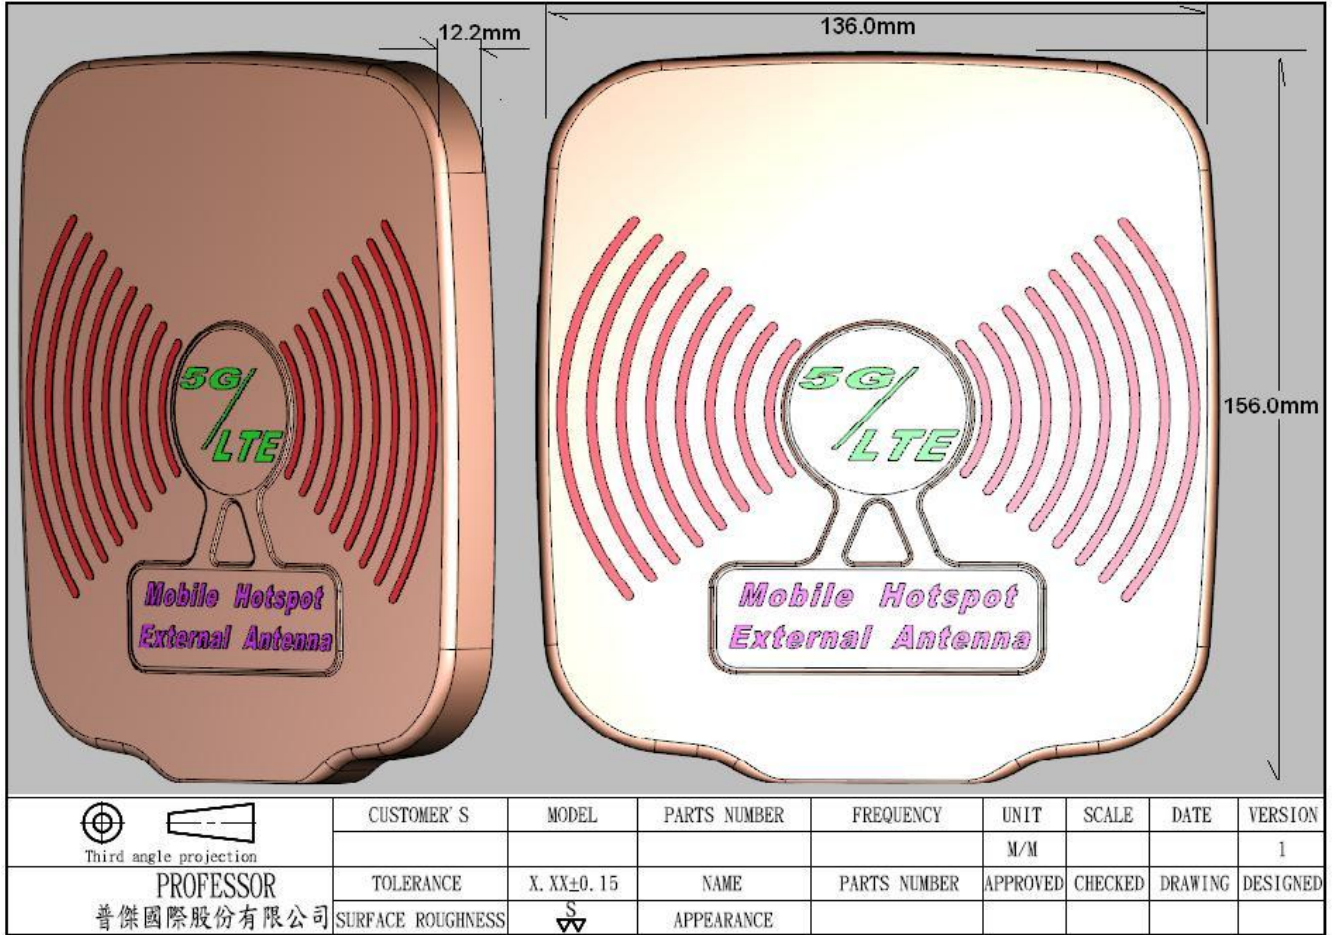 12.2mm
136.0mm
156.0mm
5G/
LTE
Mobile Hotspot
External Antenna
5G/
LTE
Mobile Hotspot
External Antenna
Third angle projection
CUSTOMER'S MODEL PARTS NUMBER FREQUENCY UNIT SCALE DATE VERSION
M/M 1
PROFESSOR
普傑國際股份有限公司
TOLERANCE X.XX±0.15 NAME PARTS NUMBER APPROVED CHECKED DRAWING DESIGNED
SURFACE ROUGHNESS S APPEARANCE